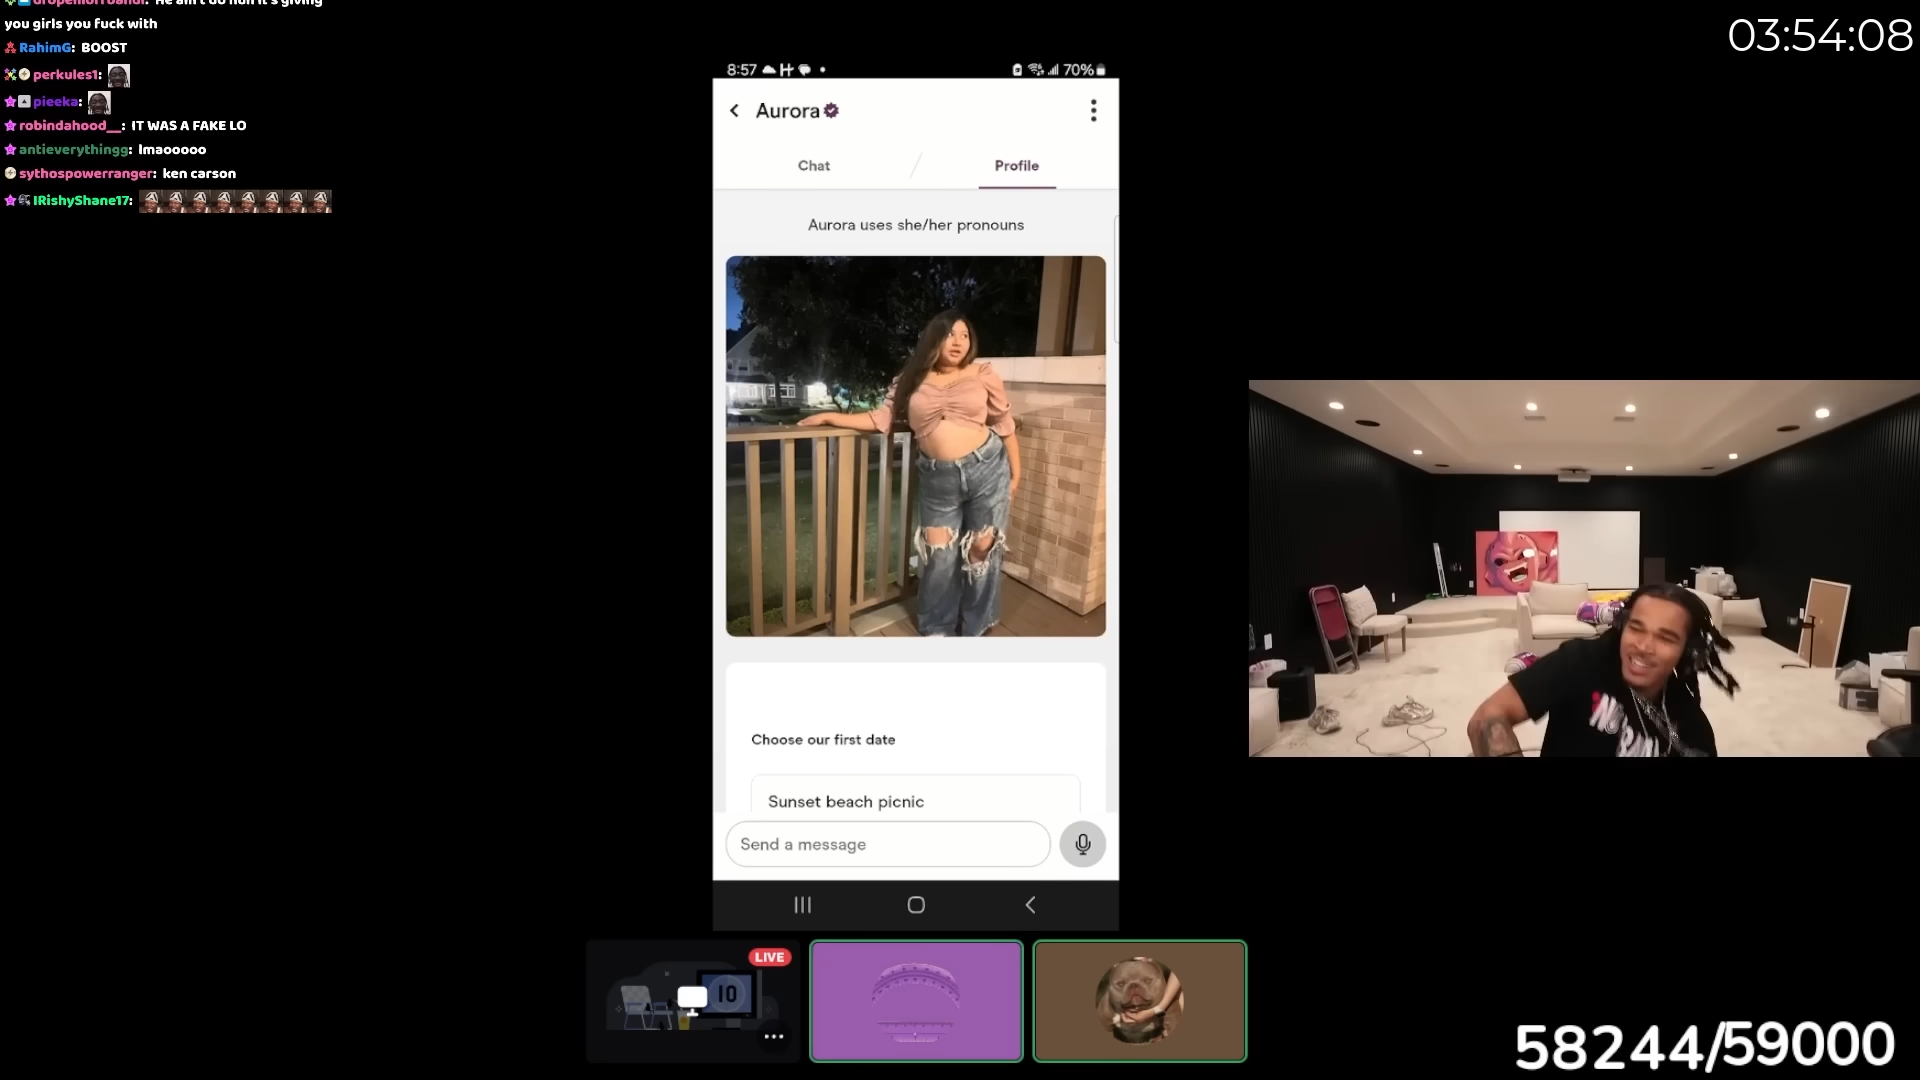 you girls you fuck with
RahimG: BOOST
perkules1:
pieeka:
robindahood__: IT WAS A FAKE LO
antieverythingg: lmaooooo
sythospowerranger: ken carson
IRishyShane17:
03:54:08
8:57
70%
Aurora
Chat
Profile
Aurora uses she/her pronouns
Choose our first date
Sunset beach picnic
Send a message
LIVE
10
58244/59000